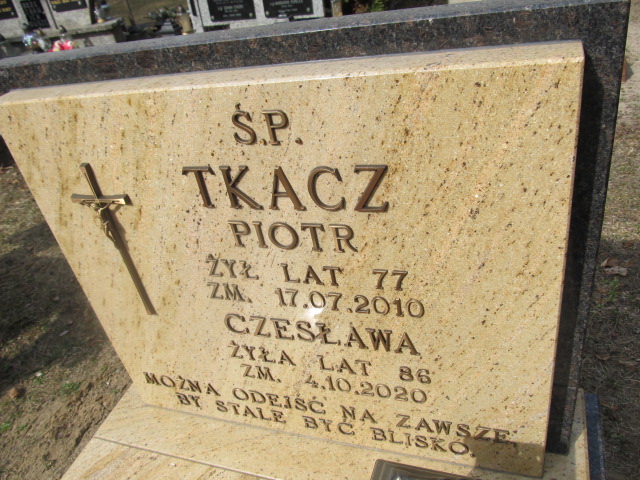 Ś.P.
TKACZ
PIOTR
ŻYŁ LAT 77
ZM. 17.07.2010
CZESŁAWA
ŻYŁA LAT 86
ZM. 4.10.2020
MOŻNA ODEJŚĆ NA ZAWSZE,
BY STALE BYĆ BLISKO.